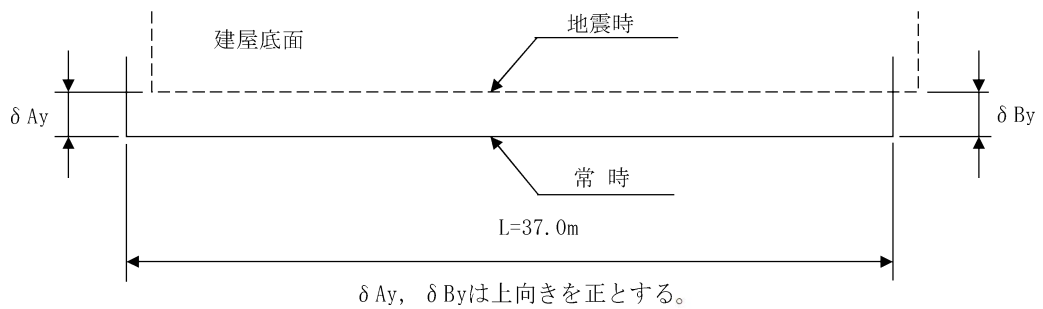 地震時
建屋底面
δAy
δBy
常 時
L=37.0m
δAy, δByは上向きを正とする。